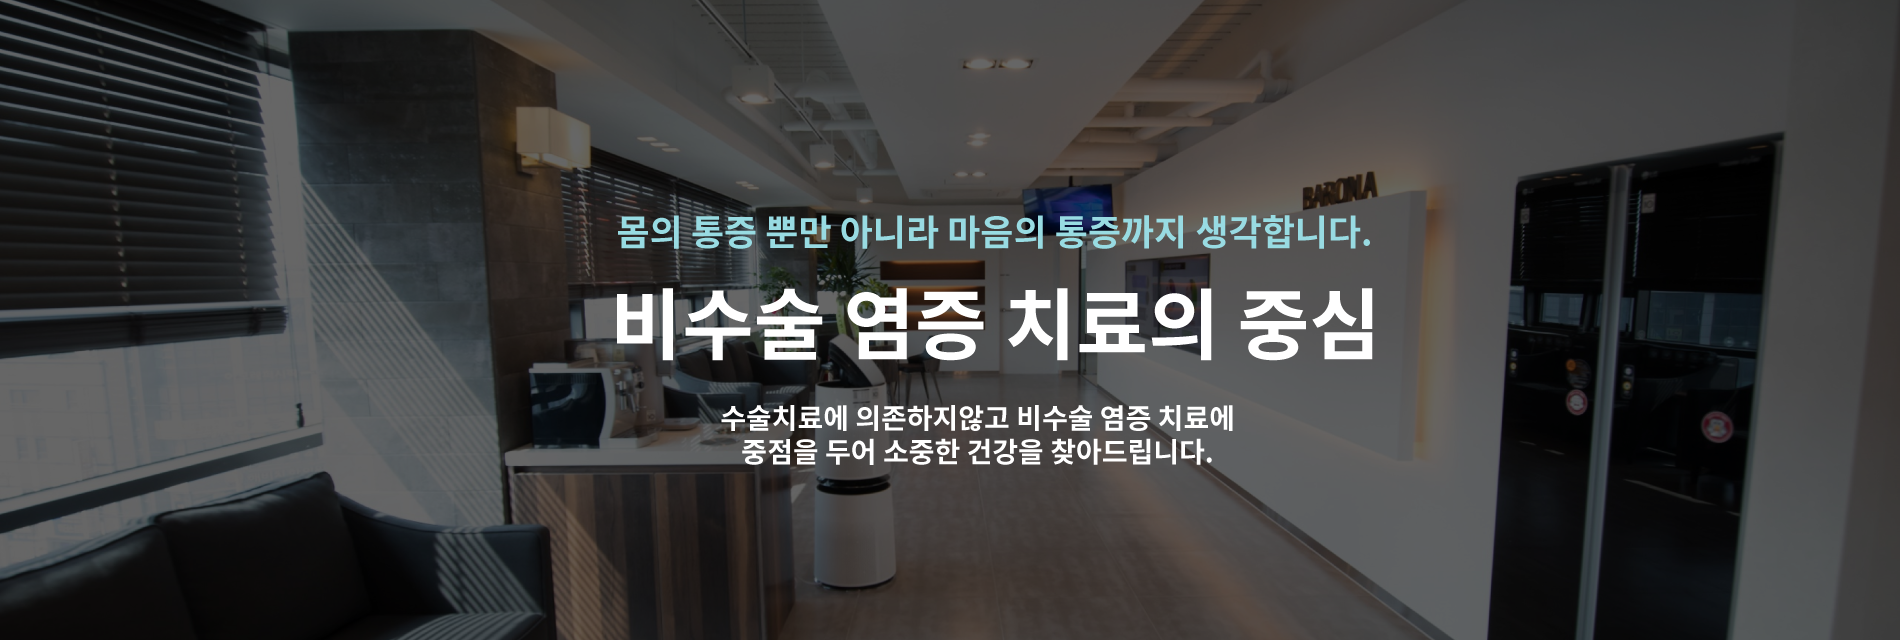 BARONA
몸의 통증 뿐만 아니라 마음의 통증까지 생각합니다.
비수술 염증 치료의 중심
수술치료에 의존하지않고 비수술 염증 치료에
중점을 두어 소중한 건강을 찾아드립니다.